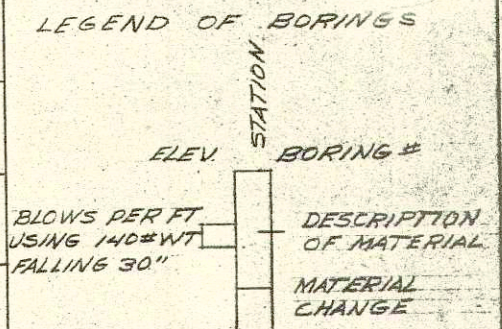 LEGEND OF BORINGS
STATION
ELEV. BORING #
BLOWS PER FT
USING 140# WT
FALLING 30"
DESCRIPTION
OF MATERIAL
MATERIAL
CHANGE